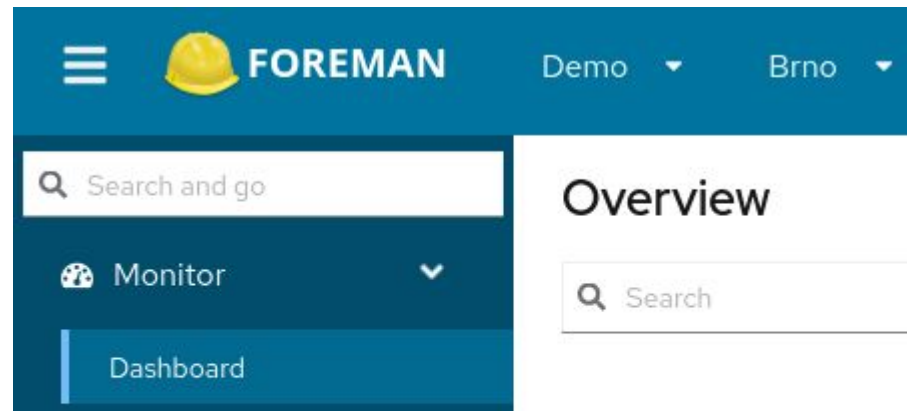 FOREMAN Demo Brno
Search and go
Overview
Monitor
Search
Dashboard